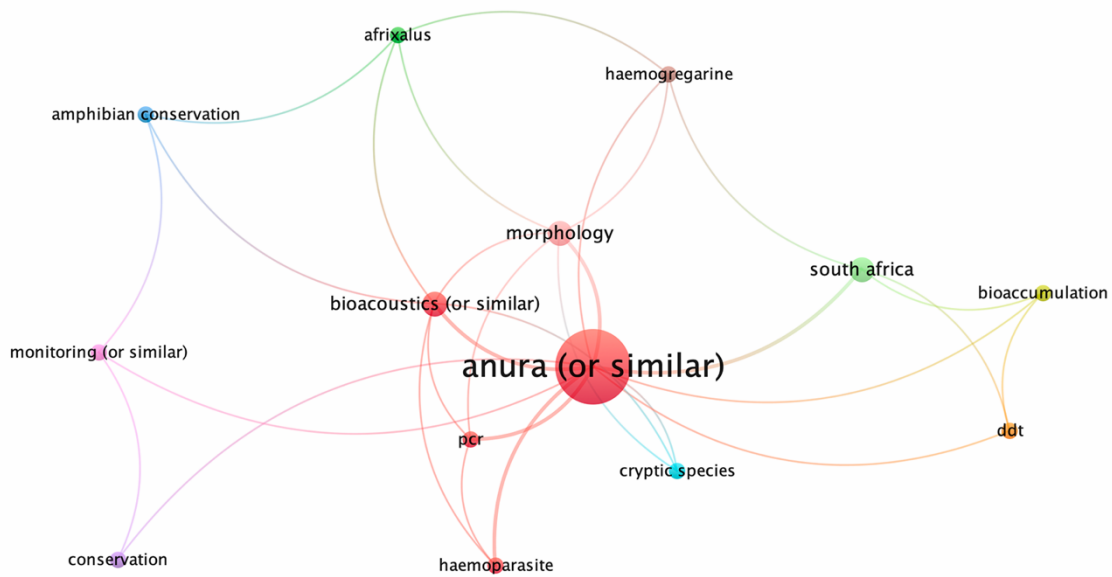 afrixalus
haemogregarine
amphibian conservation
morphology
south africa
bioaccumulation
bioacoustics (or similar)
monitoring (or similar)
anura (or similar)
ddt
pcr
cryptic species
conservation
haemoparasite